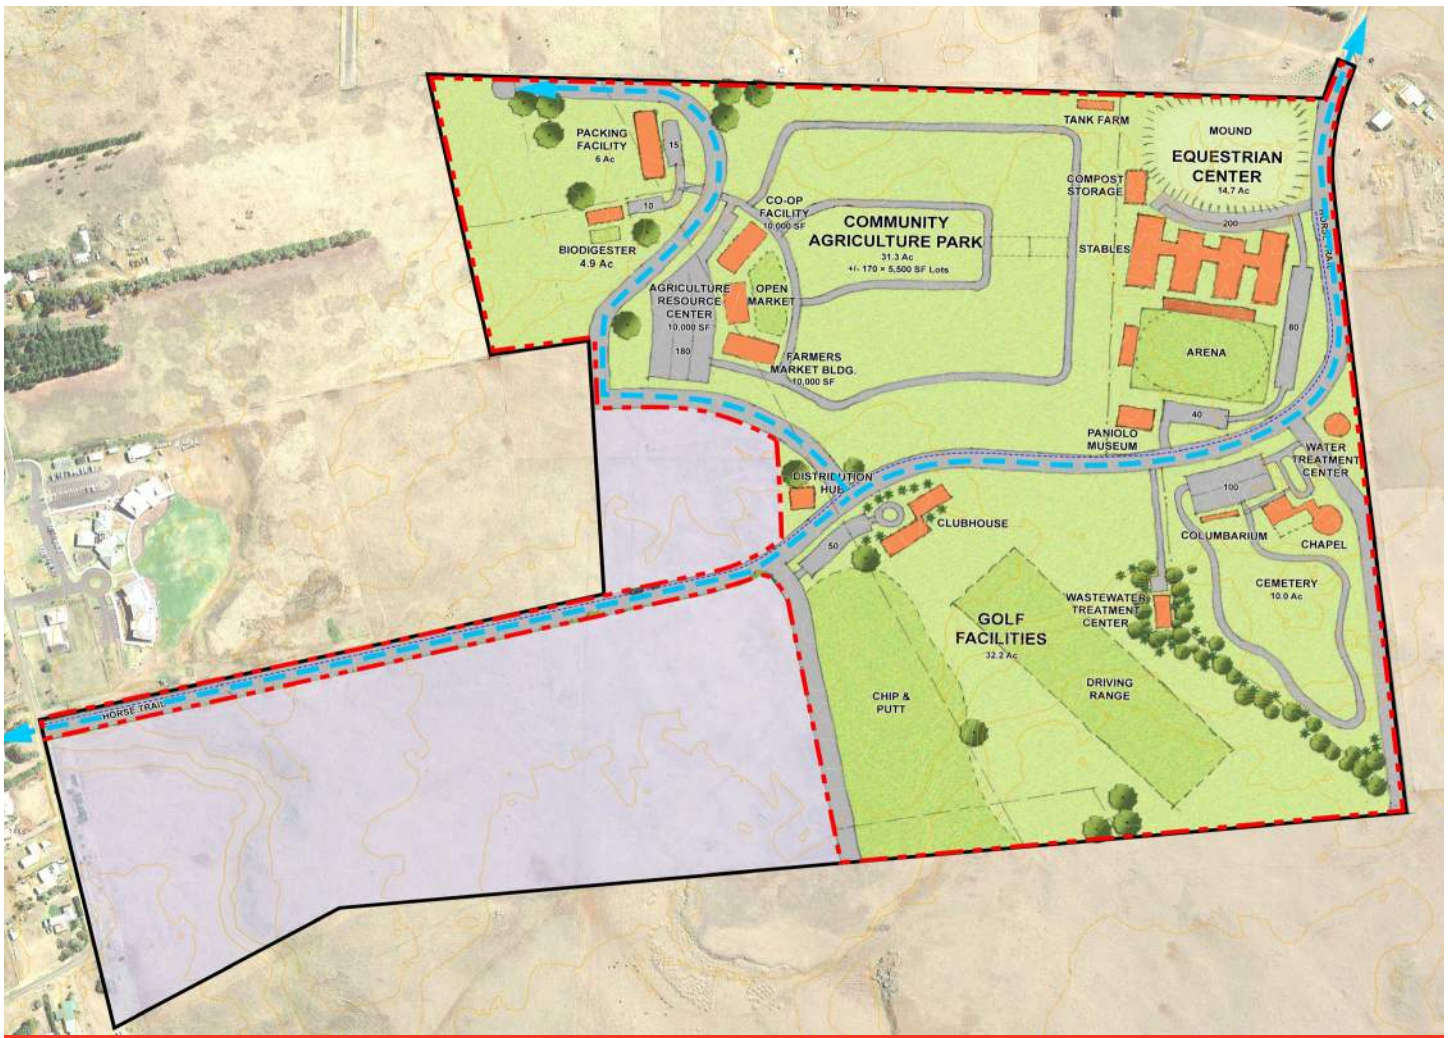 TANK FARM
MOUND
EQUESTRIAN
CENTER
14.7 Ac
PACKING
FACILITY
6 Ac
15
10
BIODIGESTER
4.9 Ac
CO-OP
FACILITY
10,000 SF
COMMUNITY
AGRICULTURE PARK
31.3 Ac
+/- 170 × 5,500 SF Lots
COMPOST
STORAGE
200
HORSE TRAIL
STABLES
AGRICULTURE
RESOURCE
CENTER
10,000 SF
OPEN
MARKET
180
FARMERS
MARKET BLDG.
10,000 SF
80
ARENA
40
PANIOLO
MUSEUM
WATER
TREATMENT
CENTER
DISTRIBUTION
HUB
100
CLUBHOUSE
50
COLUMBARIUM
CHAPEL
CEMETERY
10.0 Ac
WASTEWATER
TREATMENT
CENTER
GOLF
FACILITIES
32.2 Ac
CHIP &
PUTT
DRIVING
RANGE
HORSE TRAIL